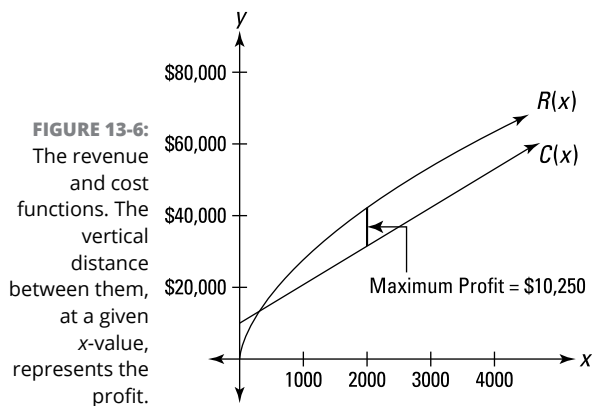 FIGURE 13-6:
The revenue
and cost
functions. The
vertical
distance
between them,
at a given
x-value,
represents the
profit.
y
$80,000
$60,000
$40,000
$20,000
R(x)
C(x)
Maximum Profit = $10,250
x
1000 2000 3000 4000